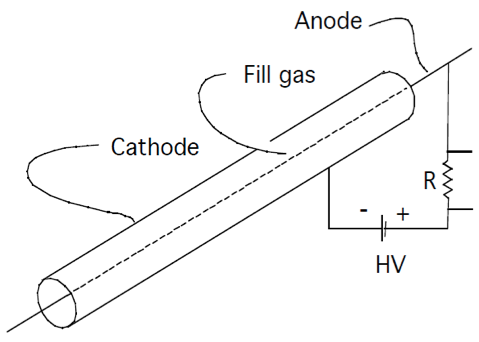 Anode
Fill gas
Cathode
R
- +
HV